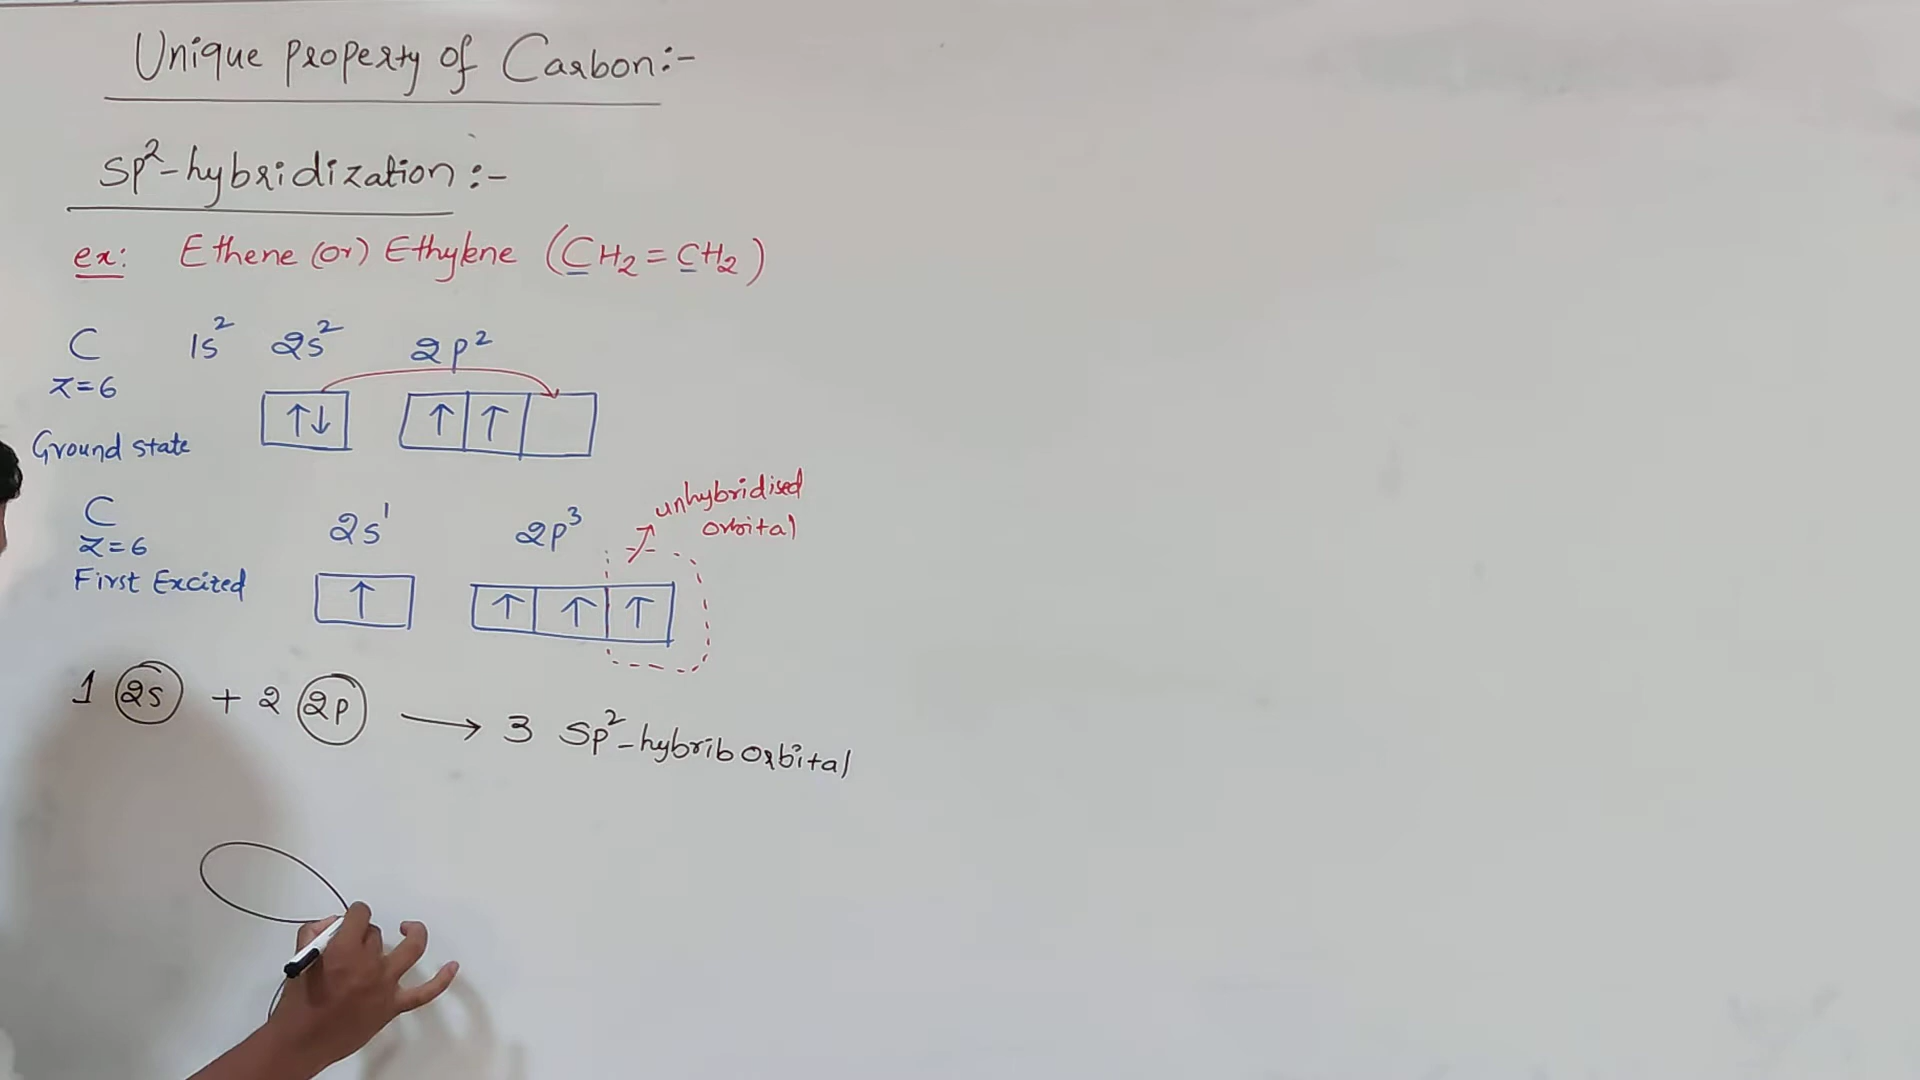 Unique property of Carbon:-
Sp²-hybridization :-
ex: Ethene (or) Ethylene (CH₂ = CH₂)
C 1s² 2s² 2p²
Z=6
↑↓ ↑ ↑
Ground state
unhybridised
orbital
C 2s¹ 2p³
Z=6
First Excited
↑ ↑ ↑ ↑
1 2s + 2 2p → 3 Sp²-hybrib orbital